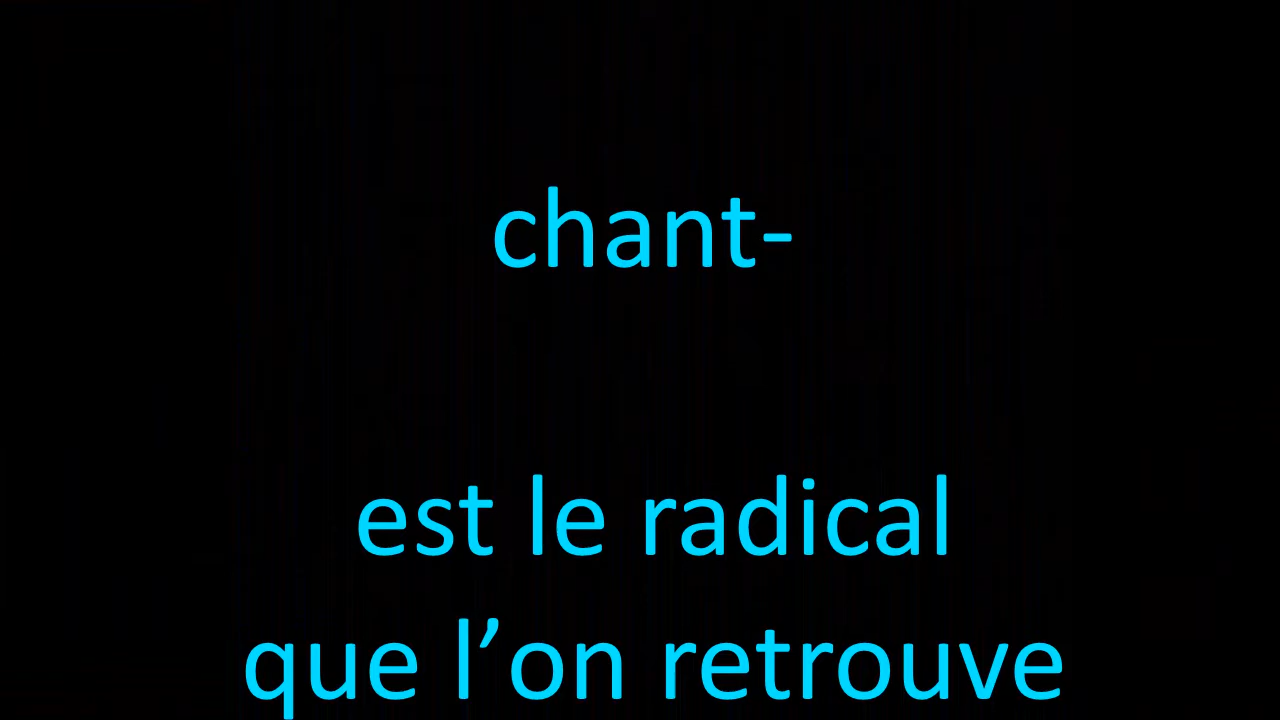 chant-
est le radical
que l’on retrouve